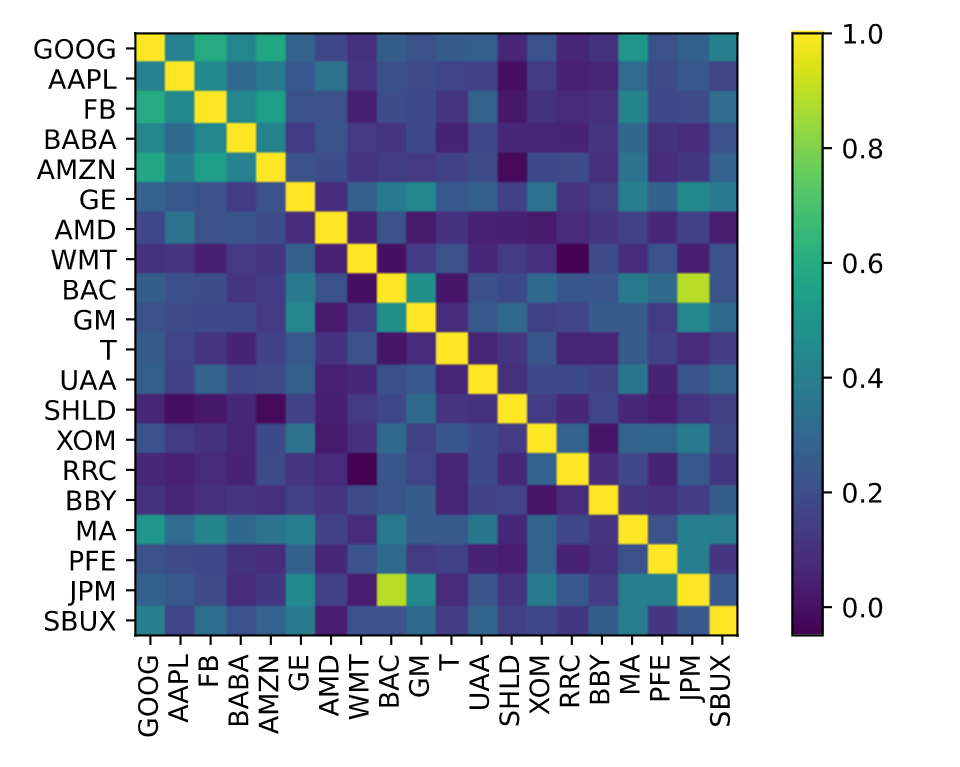 GOOG
AAPL
FB
BABA
AMZN
GE
AMD
WMT
BAC
GM
T
UAA
SHLD
XOM
RRC
BBY
MA
PFE
JPM
SBUX
GOOG AAPL FB BABA AMZN GE AMD WMT BAC GM T UAA SHLD XOM RRC BBY MA PFE JPM SBUX
1.0
0.8
0.6
0.4
0.2
0.0